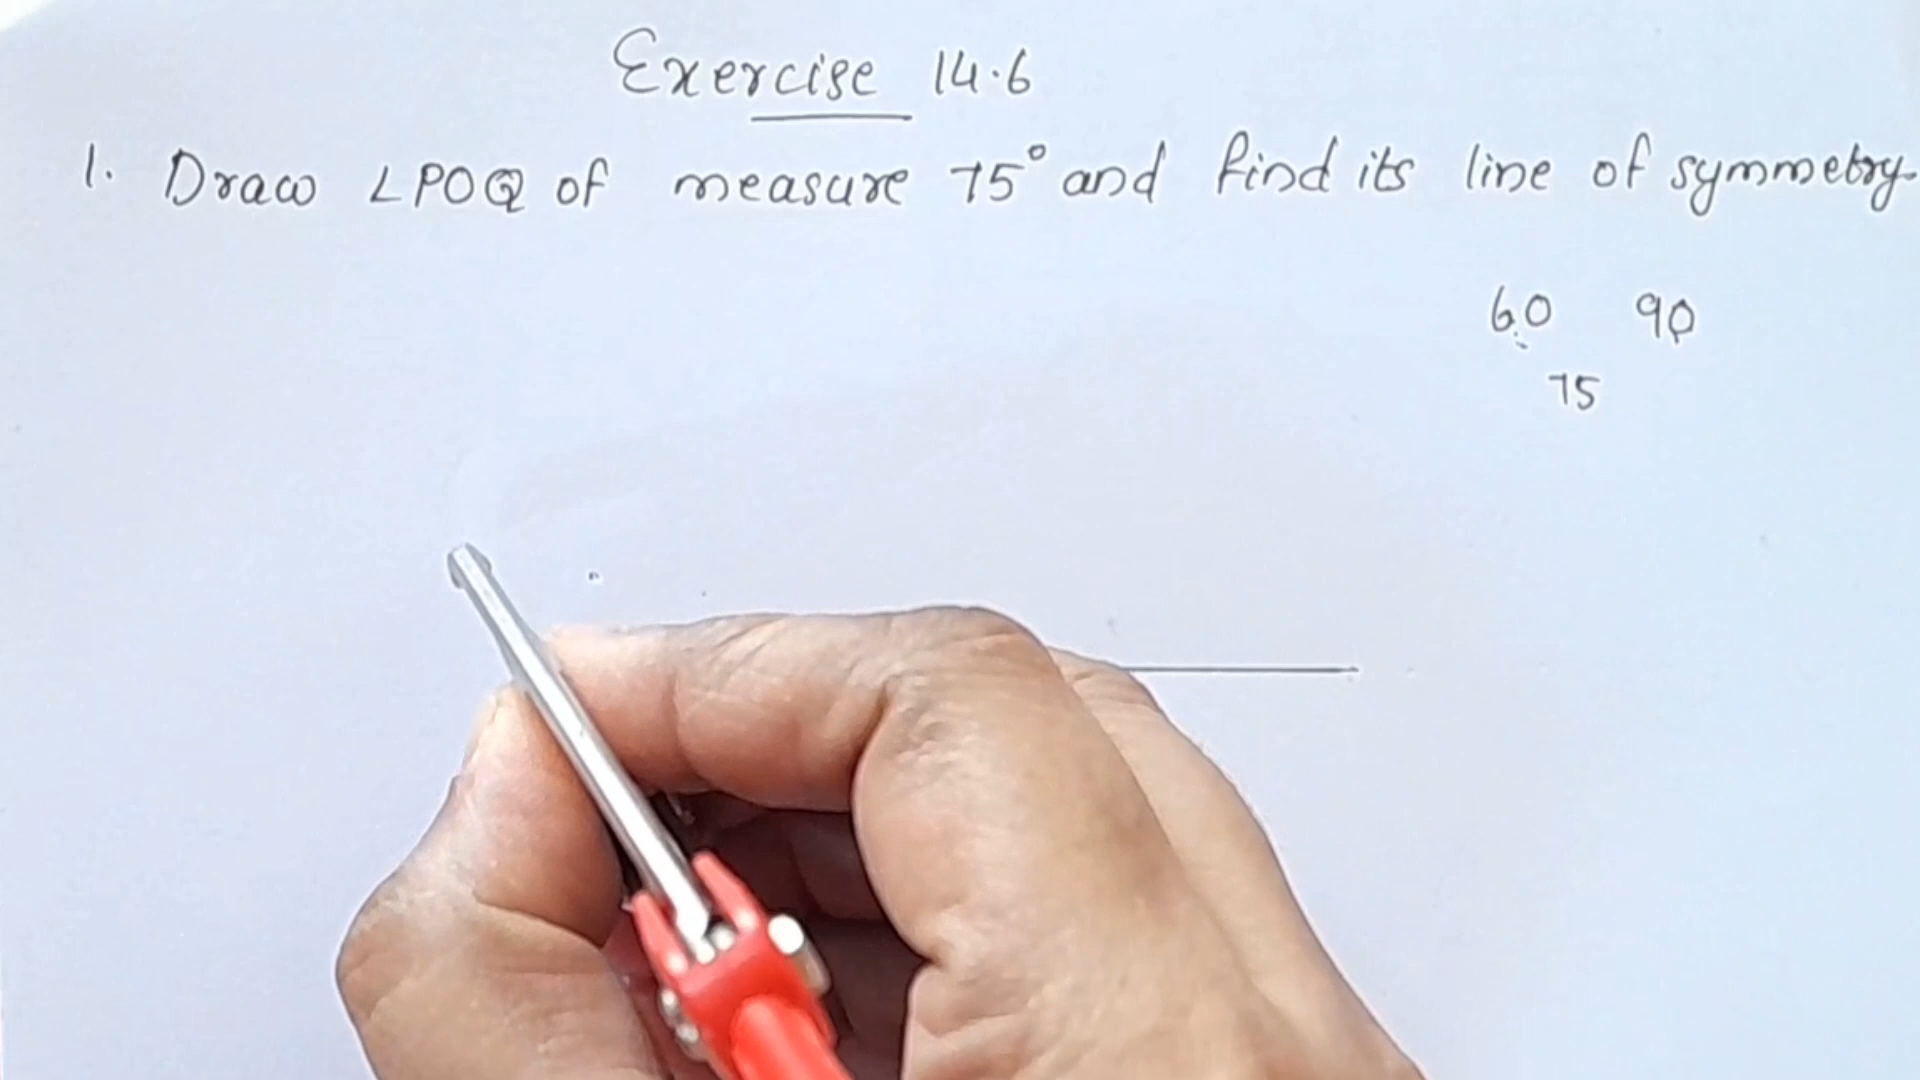 Exercise 14.6
1. Draw ∠POQ of measure 75° and find its line of symmetry.
60 90
75